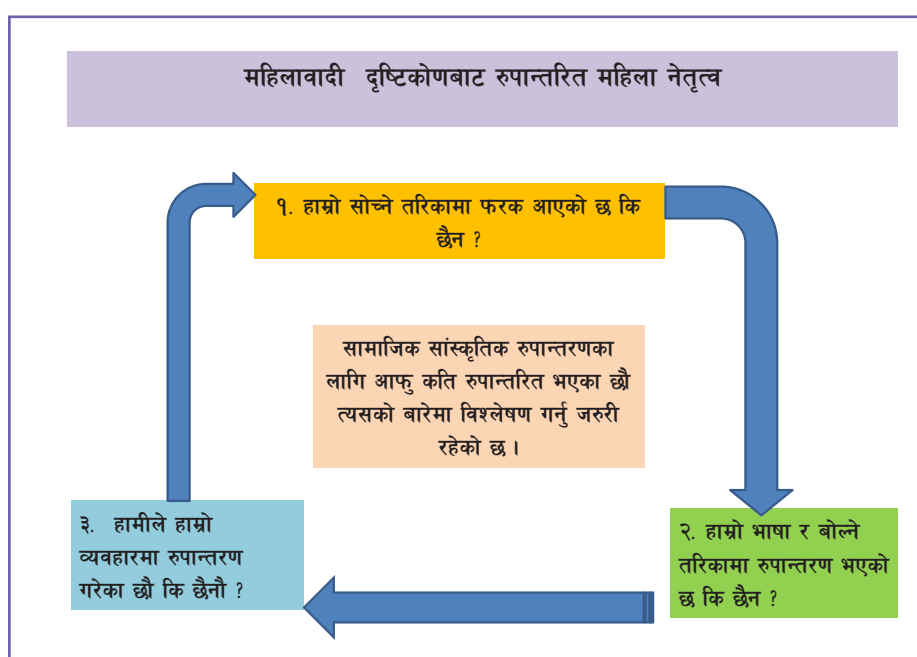 महिलावादी दृष्टिकोणबाट रुपान्तरित महिला नेतृत्व
१. हाम्रो सोच्ने तरिकामा फरक आएको छ कि
छैन ?
सामाजिक सांस्कृतिक रुपान्तरणका
लागि आफु कति रुपान्तरित भएका छौ
त्यसको बारेमा विश्लेषण गर्नु जरुरी
रहेको छ ।
२. हाम्रो भाषा र बोल्ने
तरिकामा रुपान्तरण भएको
छ कि छैन ?
३. हामीले हाम्रो
व्यवहारमा रुपान्तरण
गरेका छौ कि छैनौ ?